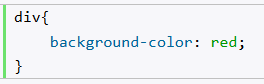 div{
    background-color: red;
}